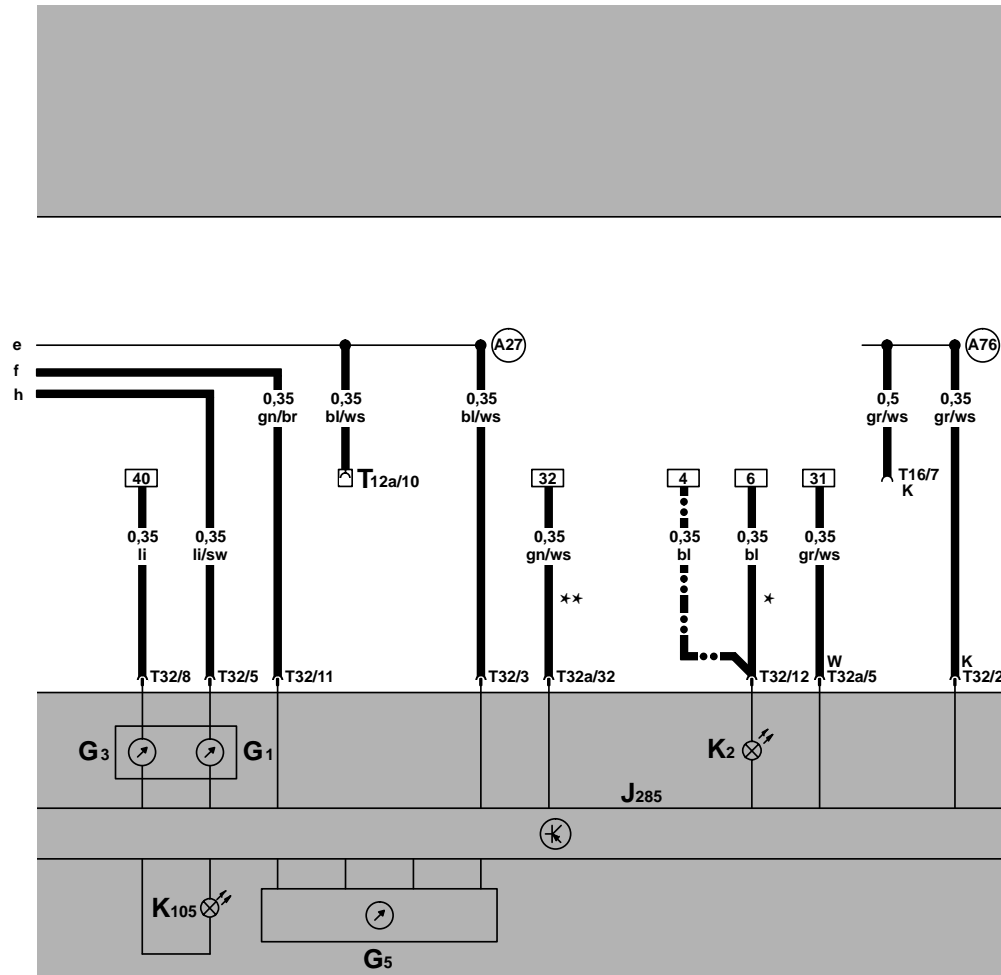 e
A27
A76
f
h
0,35 gn/br
0,35 bl/ws
0,35 bl/ws
0,5 gr/ws
0,35 gr/ws
40
T12a/10
32
4
6
31
T16/7
K
0,35 li
0,35 li/sw
0,35 gn/ws
0,35 bl
0,35 bl
0,35 gr/ws
**
*
W
K
T32/8
T32/5
T32/11
T32/3
T32a/32
T32/12
T32a/5
T32/2
G3
G1
K2
J285
K105
G5